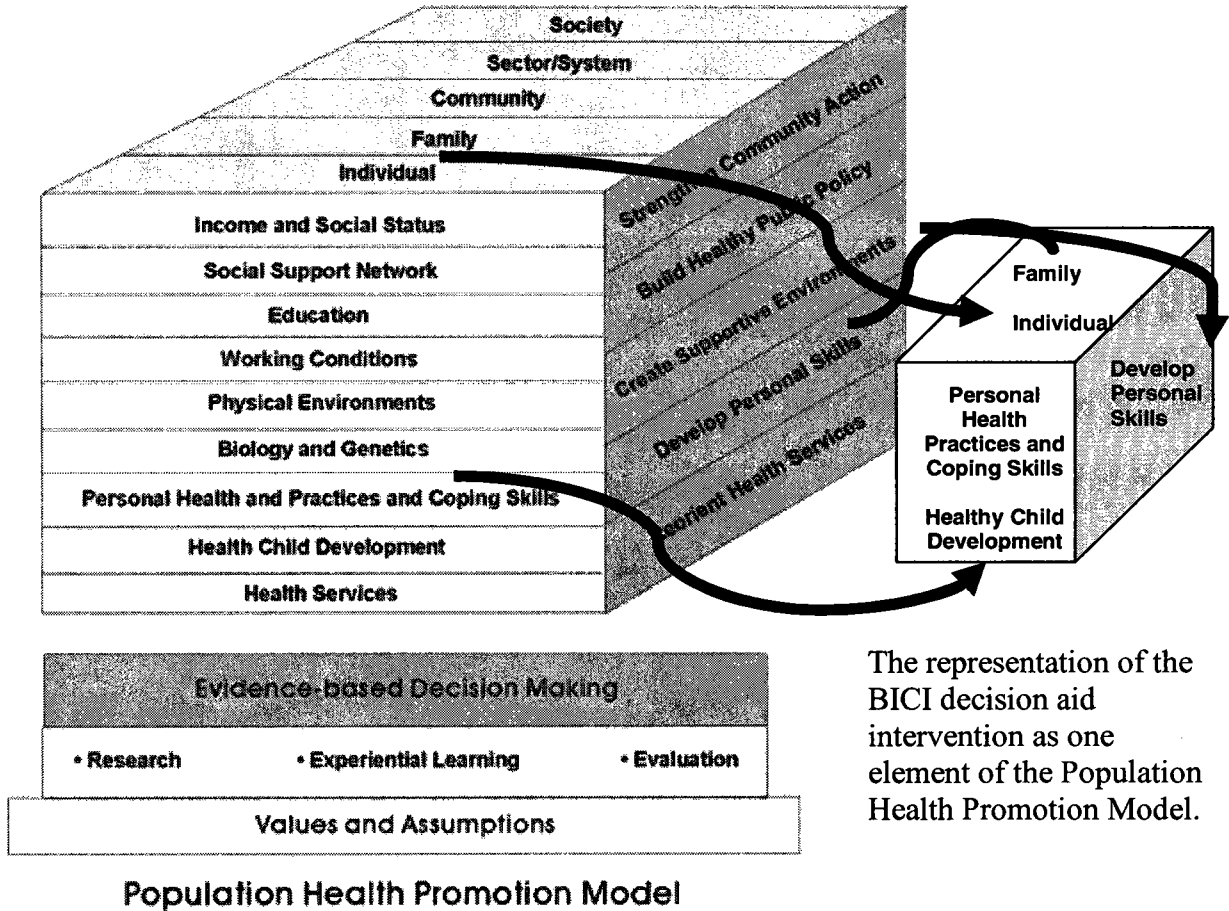 Society
Sector/System
Community
Family
Individual
Income and Social Status
Social Support Network
Education
Working Conditions
Physical Environments
Biology and Genetics
Personal Health and Practices and Coping Skills
Health Child Development
Health Services
Strengthen Community Action
Build Healthy Public Policy
Create Supportive Environments
Develop Personal Skills
Reorient Health Services
Family
Individual
Personal
Health
Practices and
Coping Skills
Healthy Child
Development
Develop
Personal
Skills
Evidence-based Decision Making
• Research • Experiential Learning • Evaluation
Values and Assumptions
Population Health Promotion Model
The representation of the
BICI decision aid
intervention as one
element of the Population
Health Promotion Model.